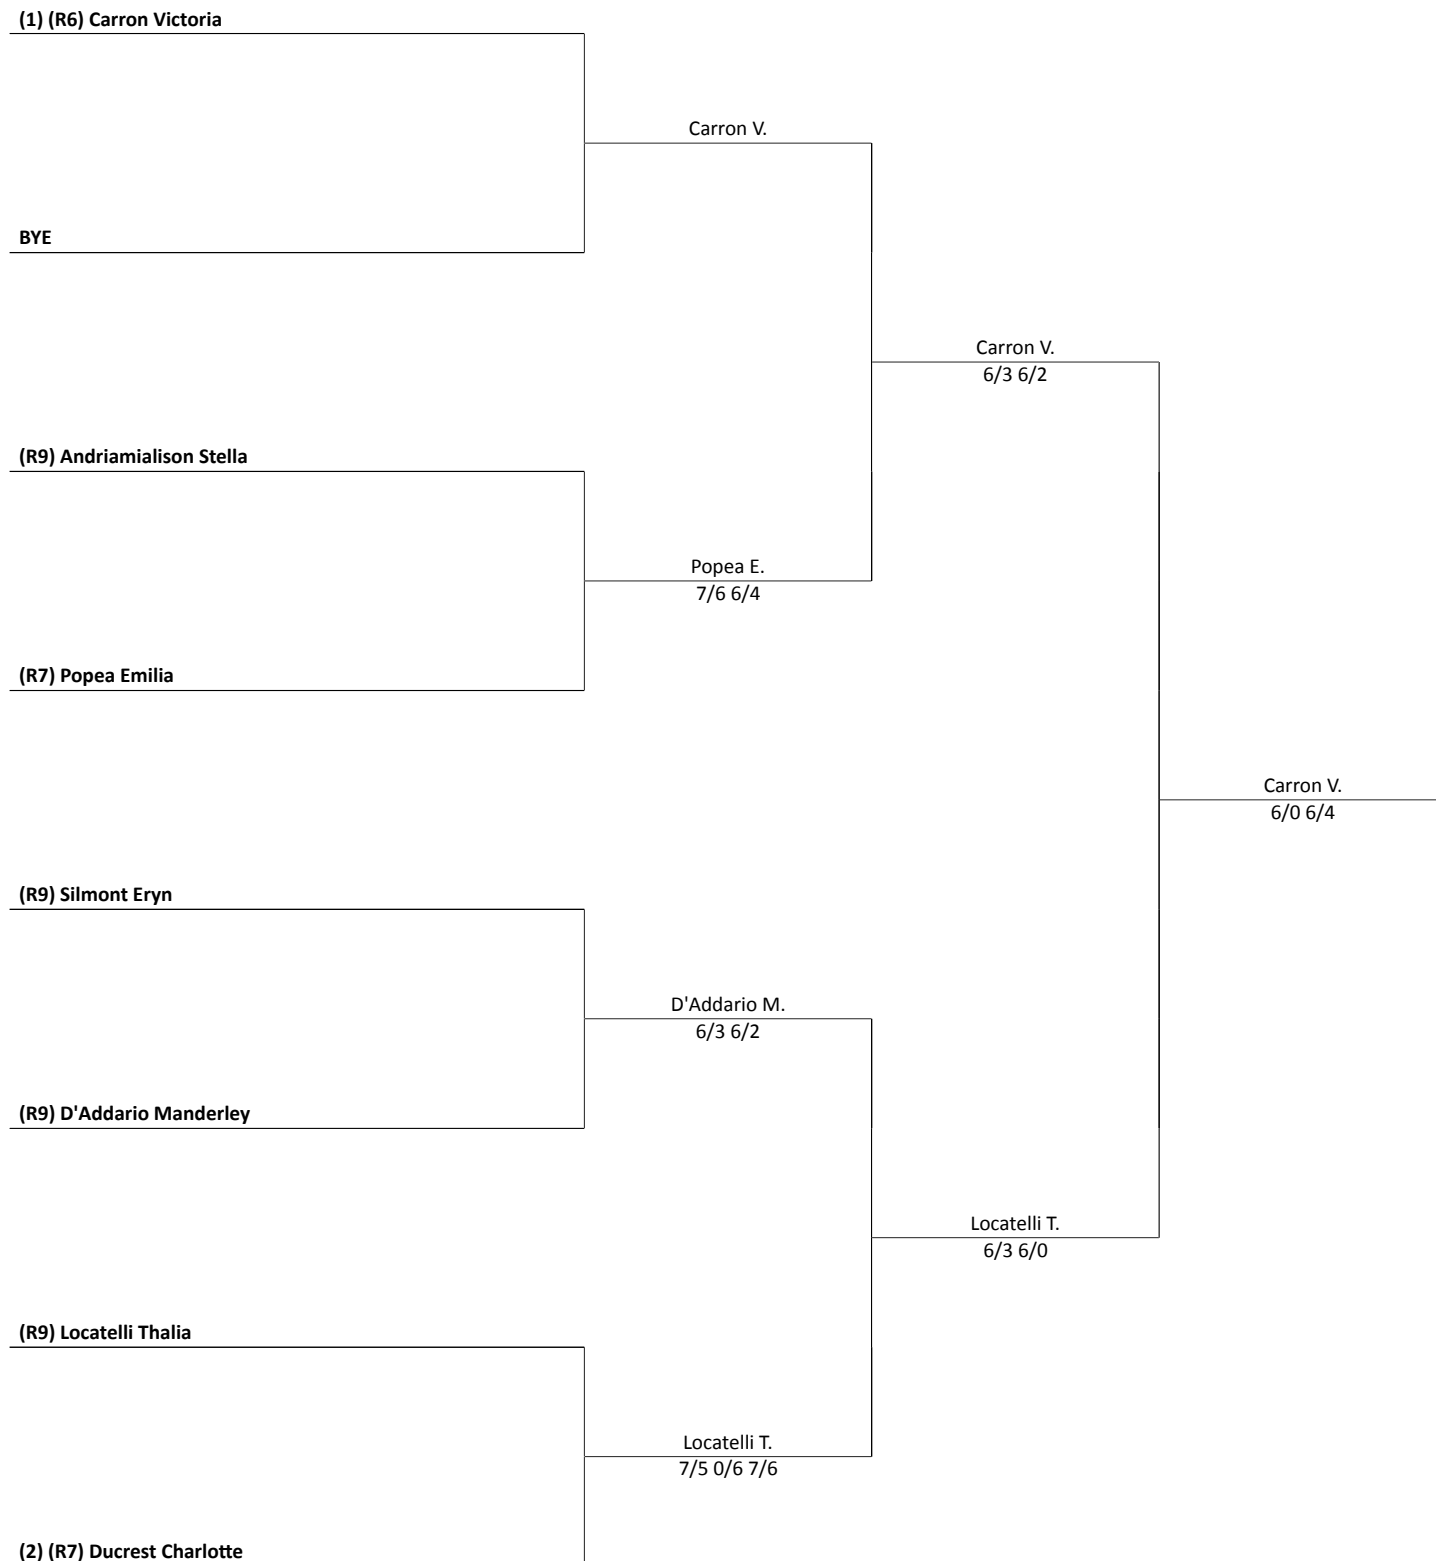 (1) (R6) Carron Victoria
Carron V.
BYE
Carron V.
6/3 6/2
(R9) Andriamialison Stella
Popea E.
7/6 6/4
(R7) Popea Emilia
Carron V.
6/0 6/4
(R9) Silmont Eryn
D'Addario M.
6/3 6/2
(R9) D'Addario Manderley
Locatelli T.
6/3 6/0
(R9) Locatelli Thalia
Locatelli T.
7/5 0/6 7/6
(2) (R7) Ducrest Charlotte